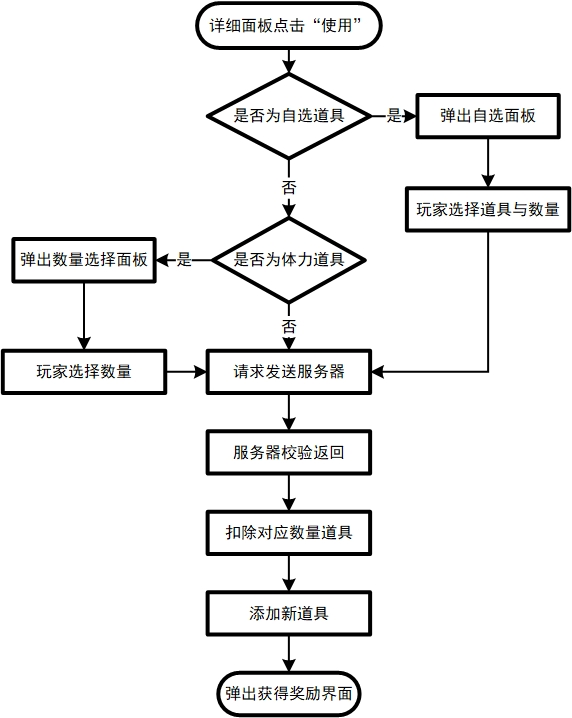 详细面板点击“使用”
是否为自选道具
是
弹出自选面板
否
玩家选择道具与数量
弹出数量选择面板
是
是否为体力道具
否
玩家选择数量
请求发送服务器
服务器校验返回
扣除对应数量道具
添加新道具
弹出获得奖励界面